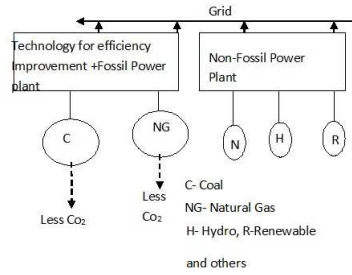 Grid
Technology for efficiency
Improvement +Fossil Power
plant
Non-Fossil Power
Plant
C
NG
N
H
R
Less Co₂
Less
Co₂
C- Coal
NG- Natural Gas
H- Hydro, R-Renewable
and others